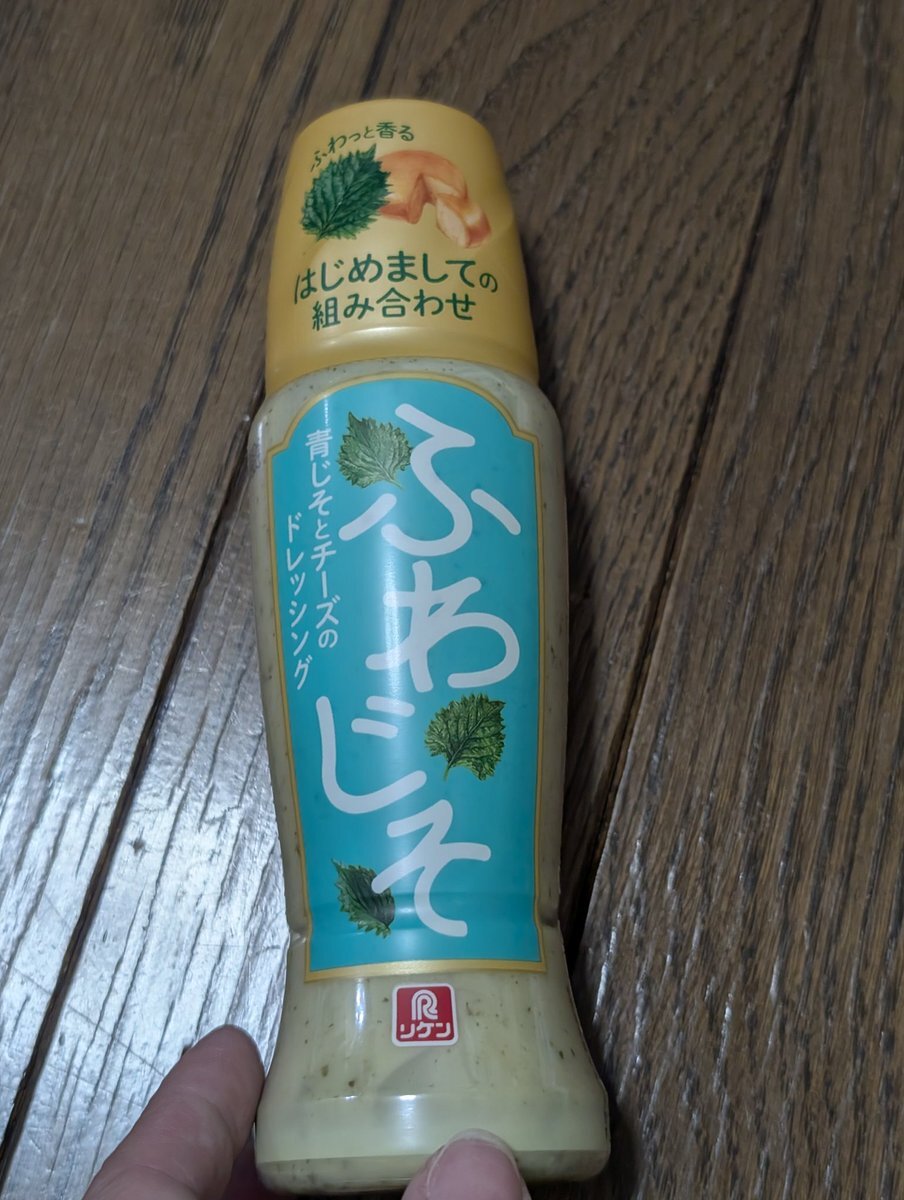 ふわっと香る
はじめましての
組み合わせ
ふわじそ
青じそとチーズの
ドレッシング
R
リケン